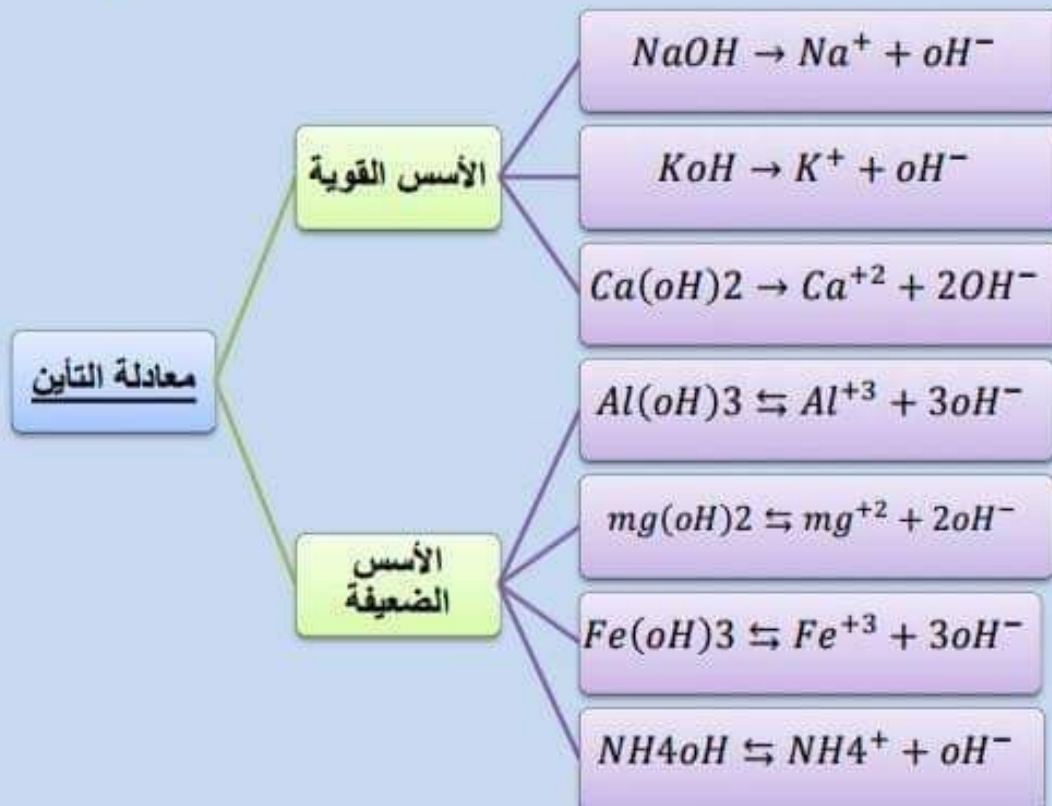 معادلة التأين
الأسس القوية
NaOH → Na⁺ + oH⁻
KoH → K⁺ + oH⁻
Ca(oH)2 → Ca⁺² + 2OH⁻
الأسس
الضعيفة
Al(oH)3 ⇆ Al⁺³ + 3oH⁻
mg(oH)2 ⇆ mg⁺² + 2oH⁻
Fe(oH)3 ⇆ Fe⁺³ + 3oH⁻
NH4oH ⇆ NH4⁺ + oH⁻